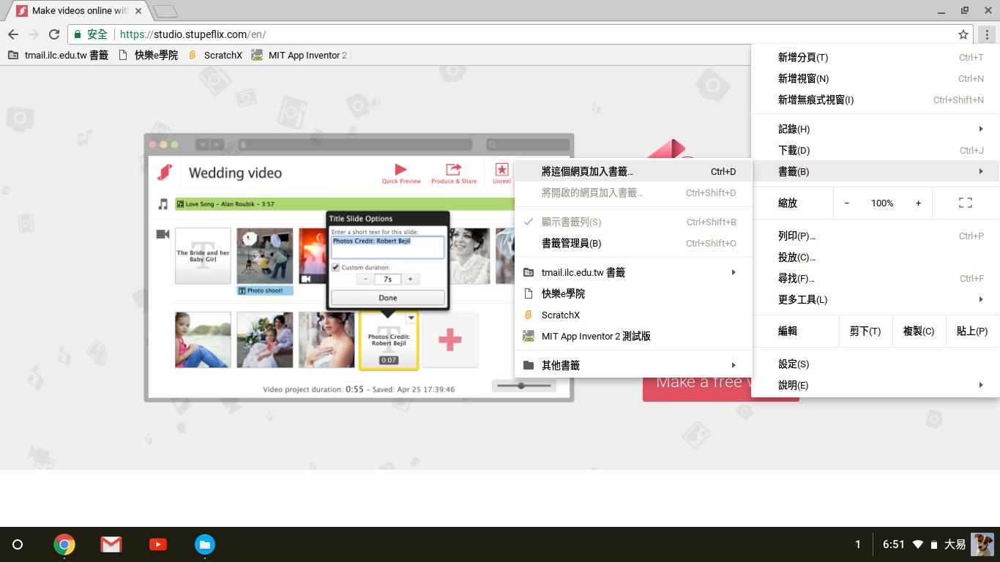 Make videos online with
安全 https://studio.stupeflix.com/en/
tmail.ilc.edu.tw 書籤 快樂e學院 ScratchX MIT App Inventor 2
新增分頁(T) Ctrl+T
新增視窗(N) Ctrl+N
新增無痕式視窗(I) Ctrl+Shift+N
記錄(H)
下載(D) Ctrl+J
書籤(B)
縮放 - 100% +
列印(P)... Ctrl+P
投放(C)...
尋找(F)... Ctrl+F
更多工具(L)
編輯 剪下(T) 複製(C) 貼上(P)
設定(S)
說明(E)
將這個網頁加入書籤... Ctrl+D
將開啟的網頁加入書籤... Ctrl+Shift+D
顯示書籤列(S) Ctrl+Shift+B
書籤管理員(B) Ctrl+Shift+O
tmail.ilc.edu.tw 書籤
快樂e學院
ScratchX
MIT App Inventor 2 測試版
其他書籤
Wedding video
Quick Preview Produce & Share Unreel
Love Song - Alan Roubik - 3:57
Title Slide Options
Enter a short text for this slide:
Photos Credit: Robert Bejil
Custom duration:
- 7s +
Done
The Bride and her
Baby Girl
Photo shoot!
Photos Credit:
Robert Bejil
0:07
Video project duration: 0:55 – Saved: Apr 25 17:39:46
Make a free
1 6:51 大易